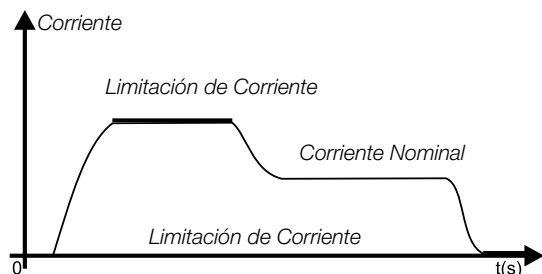 Corriente
Limitación de Corriente
Corriente Nominal
Limitación de Corriente
0
t(s)